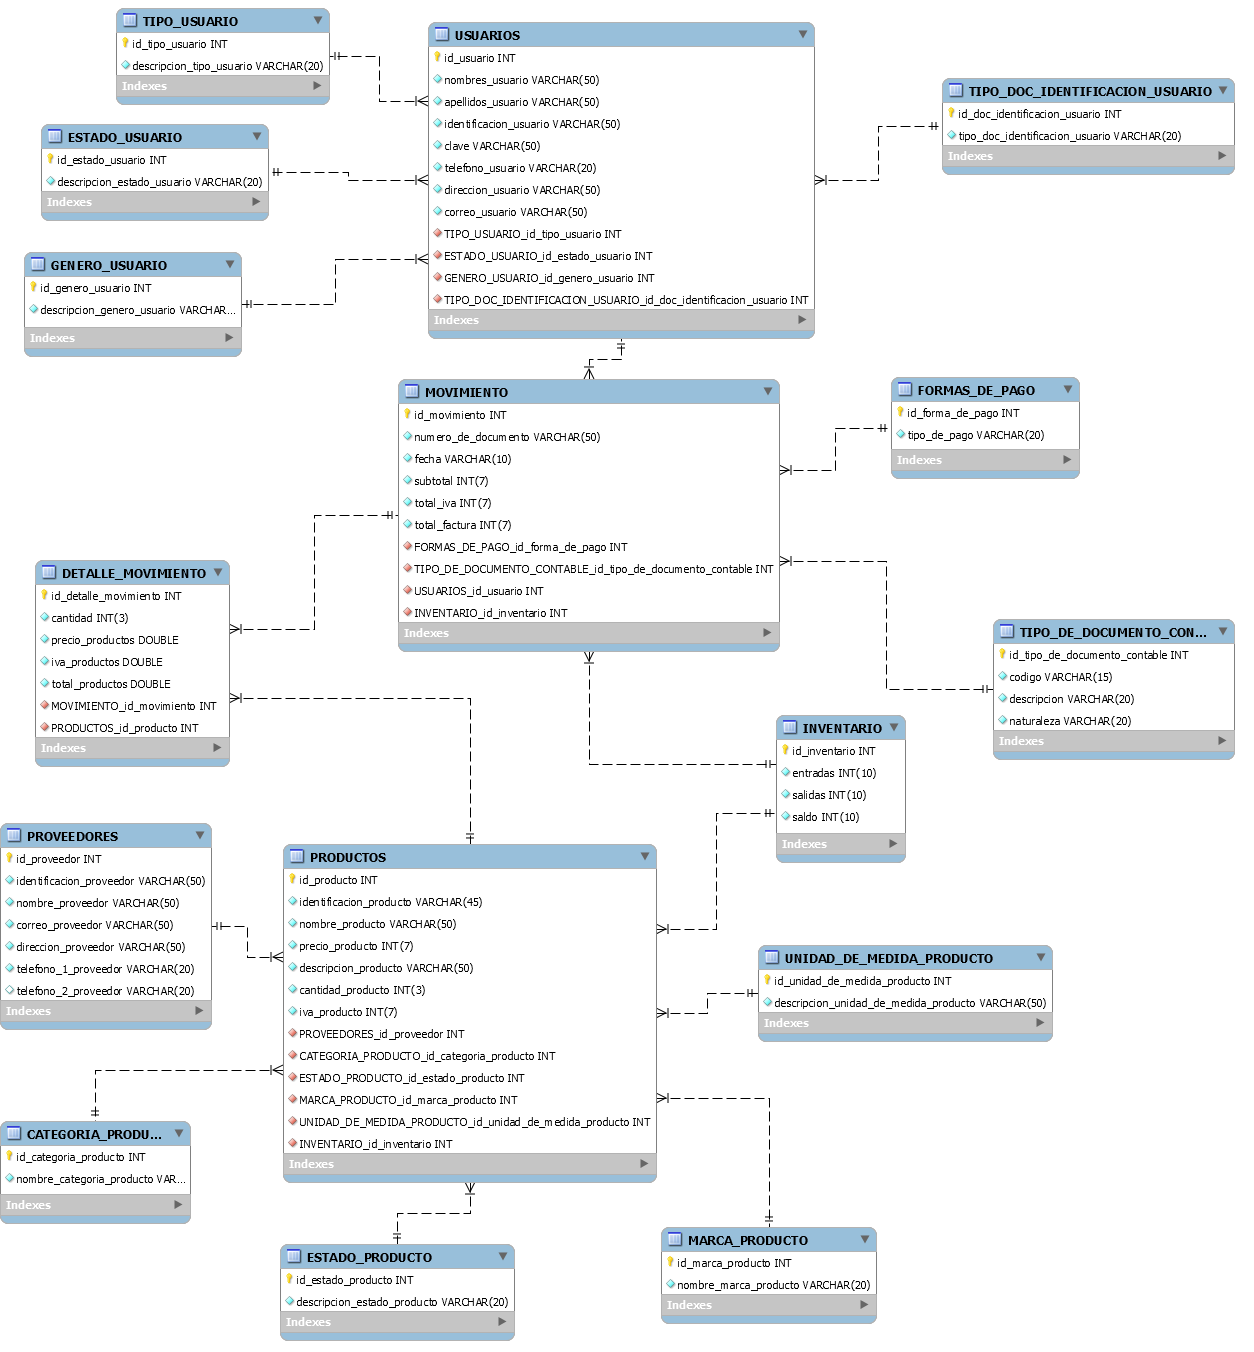 TIPO_USUARIO
id_tipo_usuario INT
descripcion_tipo_usuario VARCHAR(20)
Indexes
USUARIOS
id_usuario INT
nombres_usuario VARCHAR(50)
apellidos_usuario VARCHAR(50)
identificacion_usuario VARCHAR(50)
clave VARCHAR(50)
telefono_usuario VARCHAR(20)
direccion_usuario VARCHAR(50)
correo_usuario VARCHAR(50)
TIPO_USUARIO_id_tipo_usuario INT
ESTADO_USUARIO_id_estado_usuario INT
GENERO_USUARIO_id_genero_usuario INT
TIPO_DOC_IDENTIFICACION_USUARIO_id_doc_identificacion_usuario INT
Indexes
TIPO_DOC_IDENTIFICACION_USUARIO
id_doc_identificacion_usuario INT
tipo_doc_identificacion_usuario VARCHAR(20)
Indexes
ESTADO_USUARIO
id_estado_usuario INT
descripcion_estado_usuario VARCHAR(20)
Indexes
GENERO_USUARIO
id_genero_usuario INT
descripcion_genero_usuario VARCHAR...
Indexes
MOVIMIENTO
id_movimiento INT
numero_de_documento VARCHAR(50)
fecha VARCHAR(10)
subtotal INT(7)
total_iva INT(7)
total_factura INT(7)
FORMAS_DE_PAGO_id_forma_de_pago INT
TIPO_DE_DOCUMENTO_CONTABLE_id_tipo_de_documento_contable INT
USUARIOS_id_usuario INT
INVENTARIO_id_inventario INT
Indexes
FORMAS_DE_PAGO
id_forma_de_pago INT
tipo_de_pago VARCHAR(20)
Indexes
DETALLE_MOVIMIENTO
id_detalle_movimiento INT
cantidad INT(3)
precio_productos DOUBLE
iva_productos DOUBLE
total_productos DOUBLE
MOVIMIENTO_id_movimiento INT
PRODUCTOS_id_producto INT
Indexes
TIPO_DE_DOCUMENTO_CON...
id_tipo_de_documento_contable INT
codigo VARCHAR(15)
descripcion VARCHAR(20)
naturaleza VARCHAR(20)
Indexes
INVENTARIO
id_inventario INT
entradas INT(10)
salidas INT(10)
saldo INT(10)
Indexes
PROVEEDORES
id_proveedor INT
identificacion_proveedor VARCHAR(50)
nombre_proveedor VARCHAR(50)
correo_proveedor VARCHAR(50)
direccion_proveedor VARCHAR(50)
telefono_1_proveedor VARCHAR(20)
telefono_2_proveedor VARCHAR(20)
Indexes
PRODUCTOS
id_producto INT
identificacion_producto VARCHAR(45)
nombre_producto VARCHAR(50)
precio_producto INT(7)
descripcion_producto VARCHAR(50)
cantidad_producto INT(3)
iva_producto INT(7)
PROVEEDORES_id_proveedor INT
CATEGORIA_PRODUCTO_id_categoria_producto INT
ESTADO_PRODUCTO_id_estado_producto INT
MARCA_PRODUCTO_id_marca_producto INT
UNIDAD_DE_MEDIDA_PRODUCTO_id_unidad_de_medida_producto INT
INVENTARIO_id_inventario INT
Indexes
UNIDAD_DE_MEDIDA_PRODUCTO
id_unidad_de_medida_producto INT
descripcion_unidad_de_medida_producto VARCHAR(50)
Indexes
CATEGORIA_PRODU...
id_categoria_producto INT
nombre_categoria_producto VAR...
Indexes
ESTADO_PRODUCTO
id_estado_producto INT
descripcion_estado_producto VARCHAR(20)
Indexes
MARCA_PRODUCTO
id_marca_producto INT
nombre_marca_producto VARCHAR(20)
Indexes